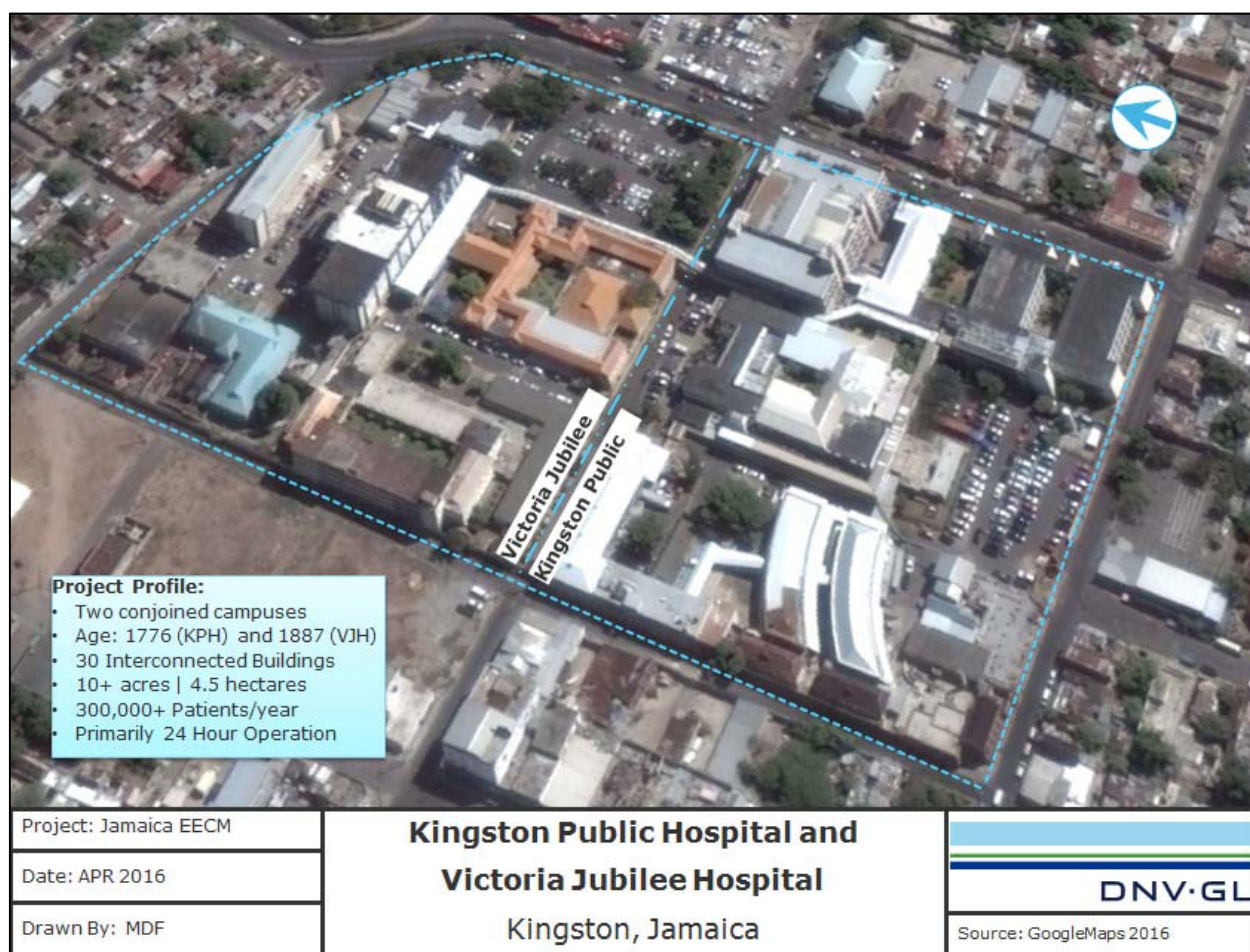 Victoria Jubilee
Kingston Public
Project Profile:
• Two conjoined campuses
• Age: 1776 (KPH) and 1887 (VJH)
• 30 Interconnected Buildings
• 10+ acres | 4.5 hectares
• 300,000+ Patients/year
• Primarily 24 Hour Operation
Project: Jamaica EECM
Date: APR 2016
Drawn By: MDF
Kingston Public Hospital and
Victoria Jubilee Hospital
Kingston, Jamaica
DNV·GL
Source: GoogleMaps 2016